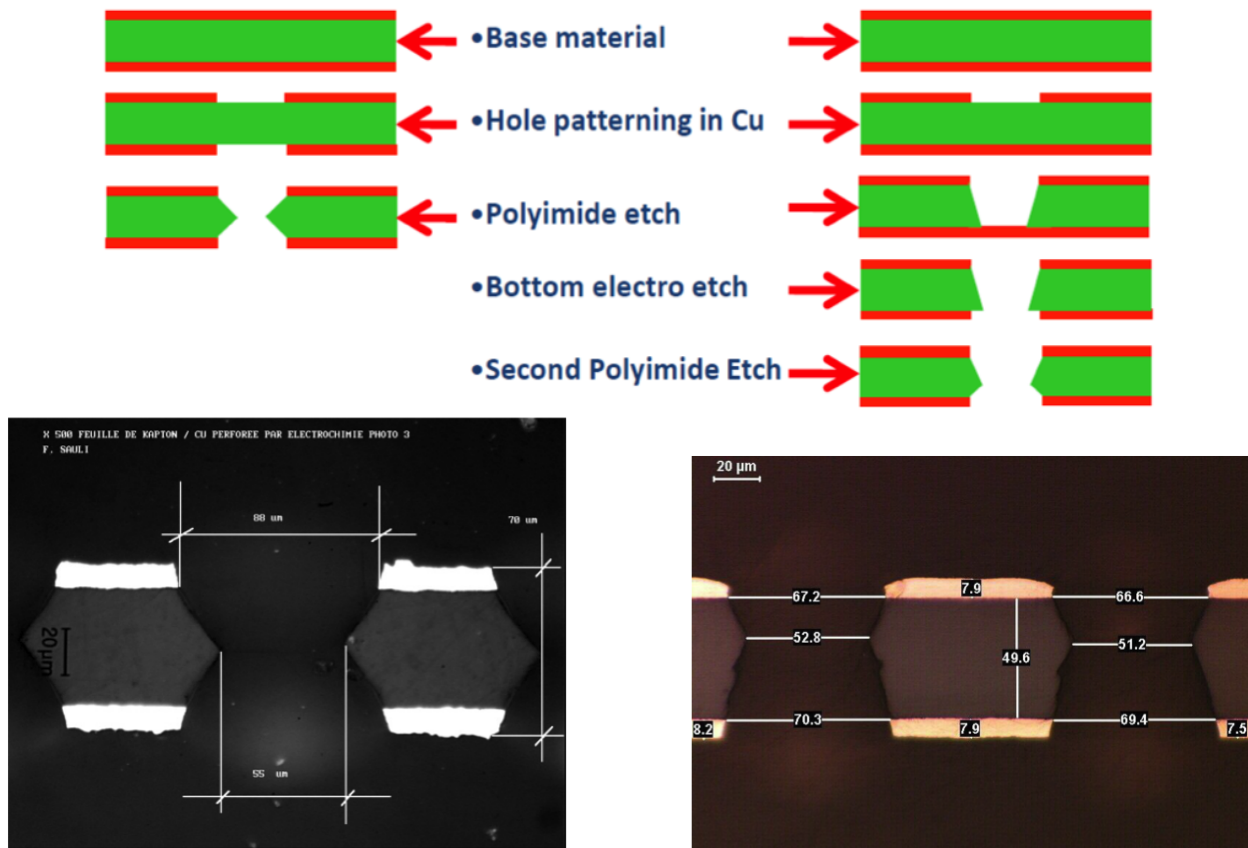 •Base material
•Hole patterning in Cu
•Polyimide etch
•Bottom electro etch
•Second Polyimide Etch
X 500 FEUILLE DE KAPTON / CU PERFOREE PAR ELECTROCHIMIE PHOTO 3
F. SAULI
88 um
70 um
20µm
55 um
20 µm
7.9
67.2
66.6
52.8
49.6
51.2
70.3
69.4
8.2
7.9
7.5